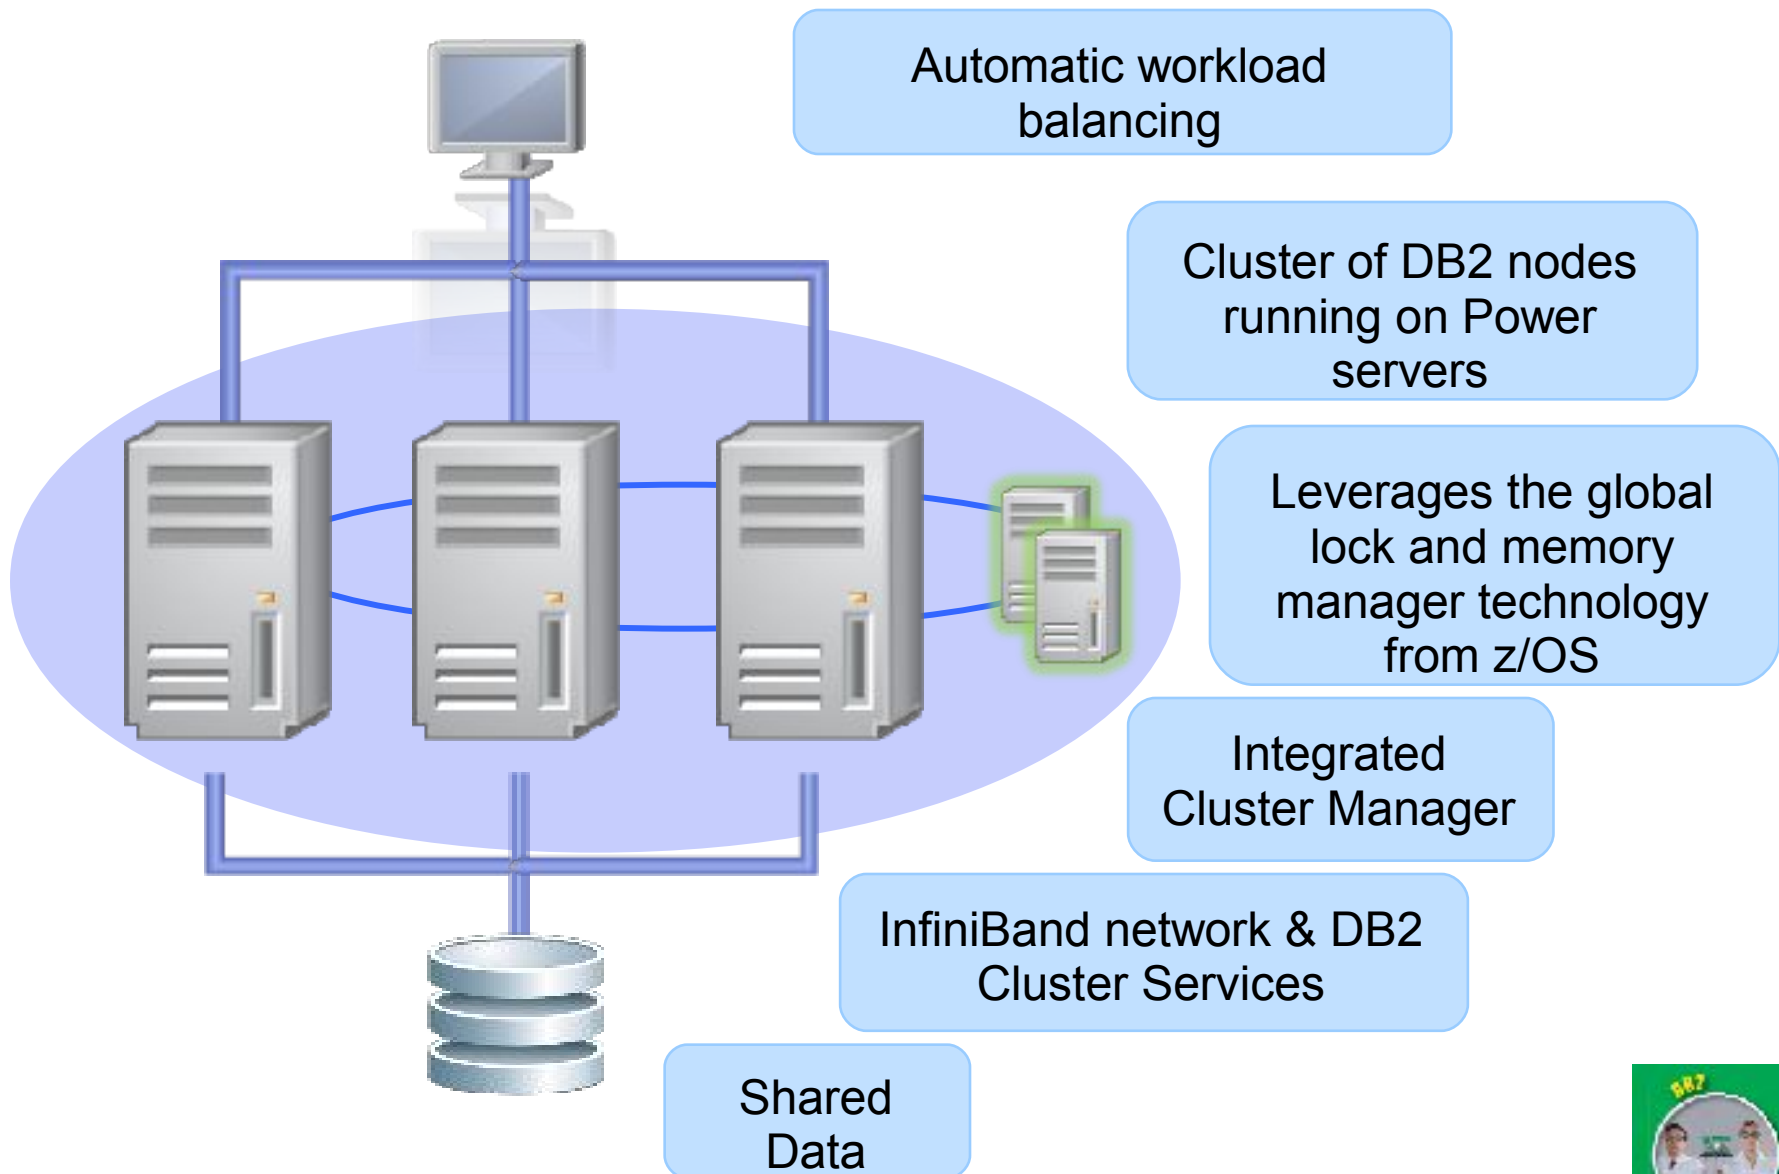 Automatic workload
balancing
Cluster of DB2 nodes
running on Power
servers
Leverages the global
lock and memory
manager technology
from z/OS
Integrated
Cluster Manager
InfiniBand network & DB2
Cluster Services
Shared
Data